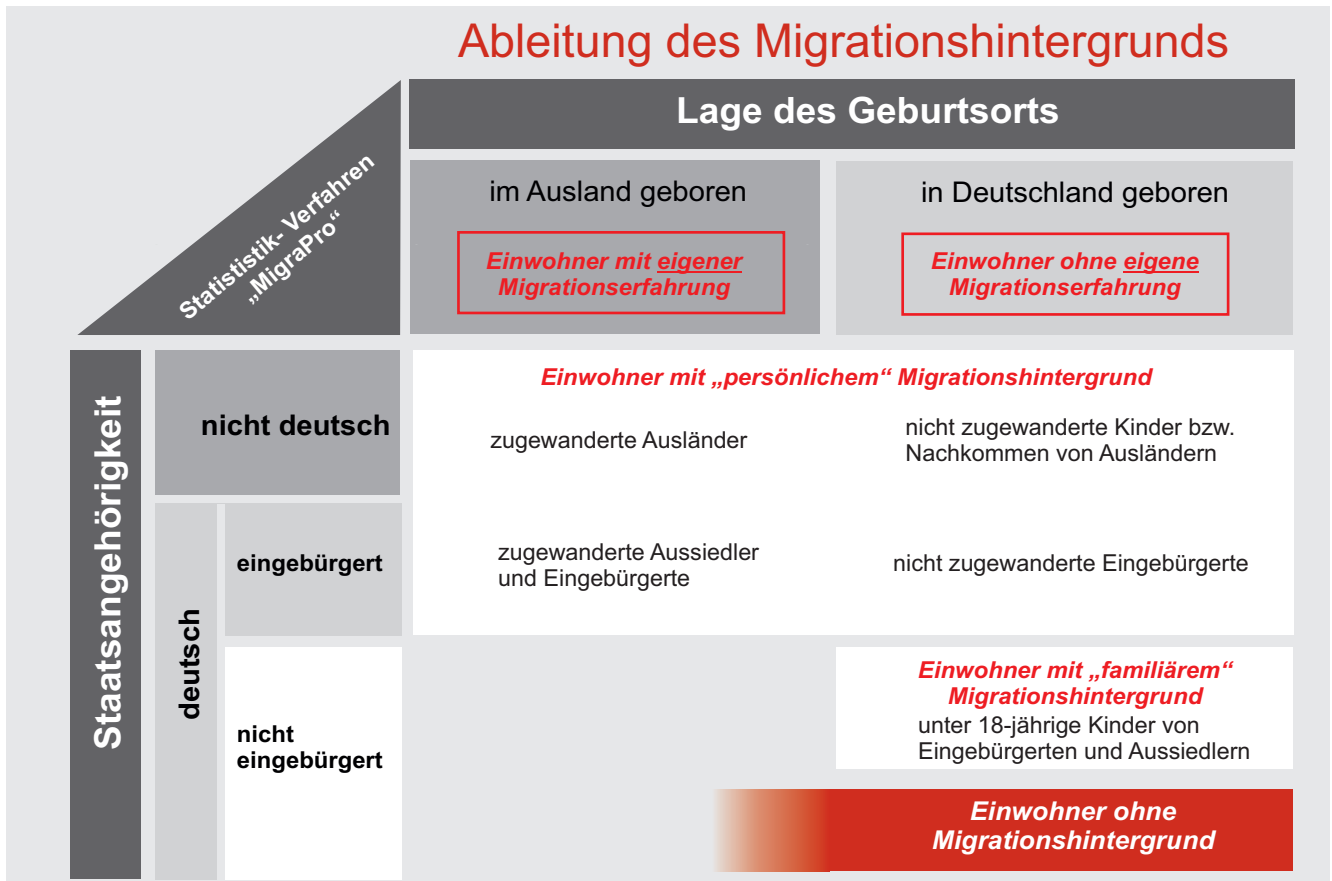 Ableitung des Migrationshintergrunds
Lage des Geburtsorts
Statististik- Verfahren
„MigraPro“
im Ausland geboren
Einwohner mit eigener
Migrationserfahrung
in Deutschland geboren
Einwohner ohne eigene
Migrationserfahrung
Staatsangehörigkeit
nicht deutsch
Einwohner mit „persönlichem“ Migrationshintergrund
zugewanderte Ausländer
nicht zugewanderte Kinder bzw.
Nachkommen von Ausländern
deutsch
eingebürgert
zugewanderte Aussiedler
und Eingebürgerte
nicht zugewanderte Eingebürgerte
nicht
eingebürgert
Einwohner mit „familiärem“
Migrationshintergrund
unter 18-jährige Kinder von
Eingebürgerten und Aussiedlern
Einwohner ohne
Migrationshintergrund